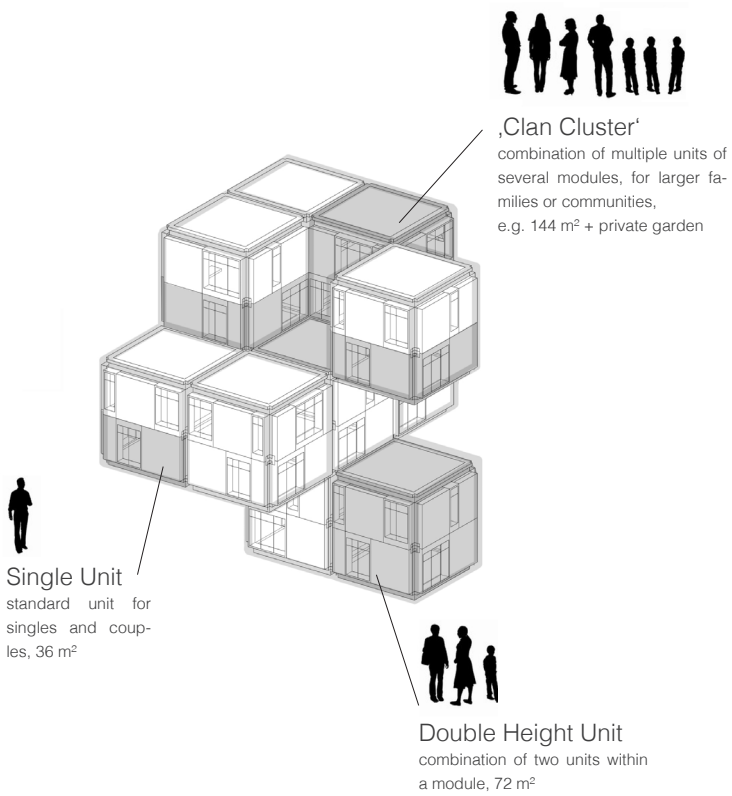 ‚Clan Cluster‘
combination of multiple units of
several modules, for larger fa-
milies or communities,
e.g. 144 m² + private garden
Single Unit
standard unit for
singles and coup-
les, 36 m²
Double Height Unit
combination of two units within
a module, 72 m²